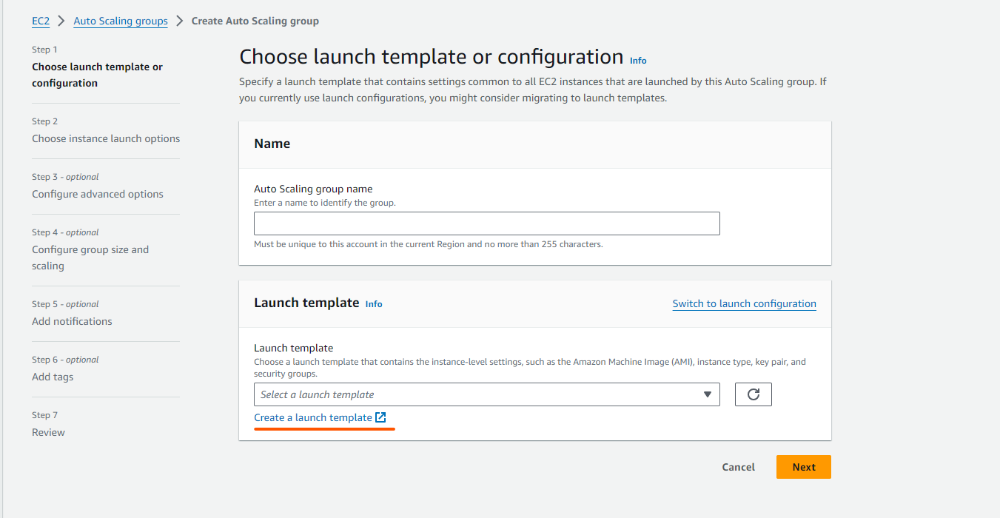 EC2 > Auto Scaling groups > Create Auto Scaling group
Step 1
Choose launch template or
configuration
Step 2
Choose instance launch options
Step 3 - optional
Configure advanced options
Step 4 - optional
Configure group size and
scaling
Step 5 - optional
Add notifications
Step 6 - optional
Add tags
Step 7
Review
Choose launch template or configuration Info
Specify a launch template that contains settings common to all EC2 instances that are launched by this Auto Scaling group. If
you currently use launch configurations, you might consider migrating to launch templates.
Name
Auto Scaling group name
Enter a name to identify the group.
Must be unique to this account in the current Region and no more than 255 characters.
Launch template Info
Switch to launch configuration
Launch template
Choose a launch template that contains the instance-level settings, such as the Amazon Machine Image (AMI), instance type, key pair, and
security groups.
Select a launch template
Create a launch template
Cancel
Next